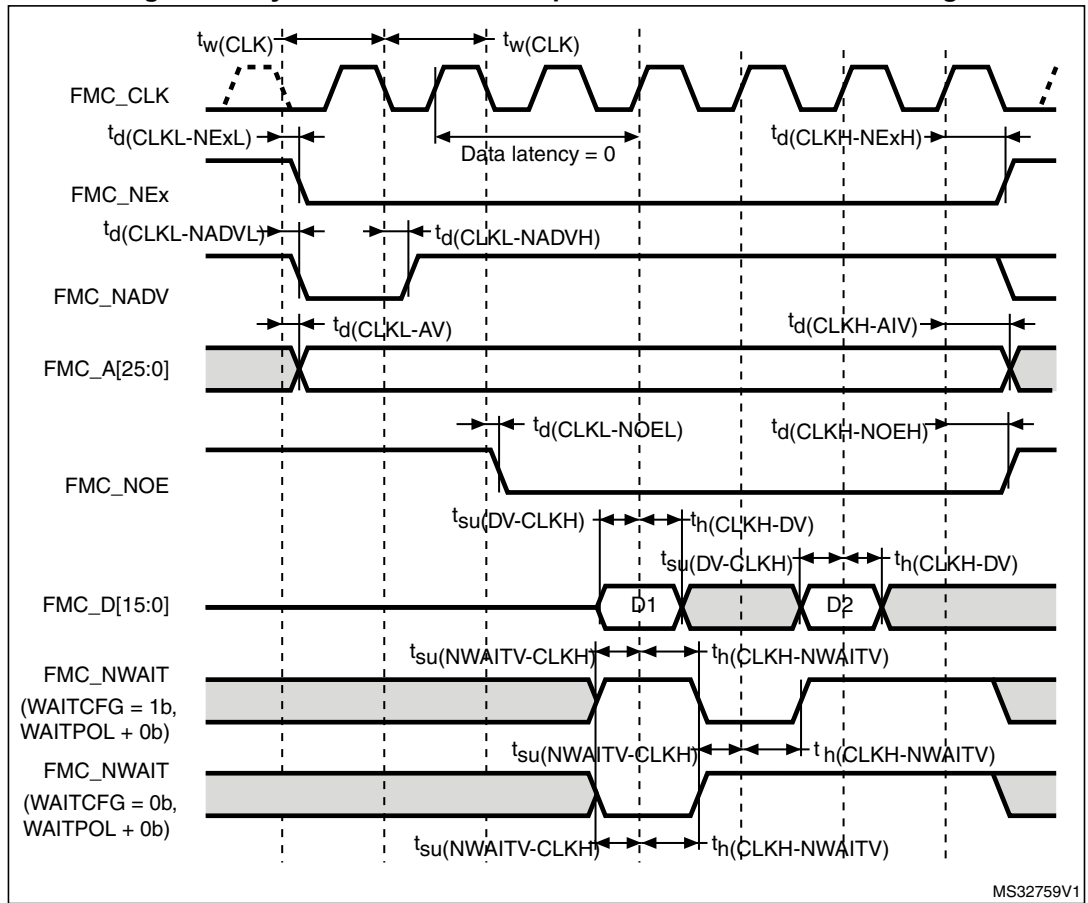 tw(CLK)
tw(CLK)
FMC_CLK
td(CLKL-NExL)
Data latency = 0
td(CLKH-NExH)
FMC_NEx
td(CLKL-NADVL)
td(CLKL-NADVH)
FMC_NADV
td(CLKL-AV)
td(CLKH-AIV)
FMC_A[25:0]
td(CLKL-NOEL)
td(CLKH-NOEH)
FMC_NOE
tsu(DV-CLKH)
th(CLKH-DV)
tsu(DV-CLKH)
th(CLKH-DV)
FMC_D[15:0]
D1
D2
tsu(NWAITV-CLKH)
th(CLKH-NWAITV)
FMC_NWAIT
(WAITCFG = 1b,
WAITPOL + 0b)
tsu(NWAITV-CLKH)
th(CLKH-NWAITV)
FMC_NWAIT
(WAITCFG = 0b,
WAITPOL + 0b)
tsu(NWAITV-CLKH)
th(CLKH-NWAITV)
MS32759V1